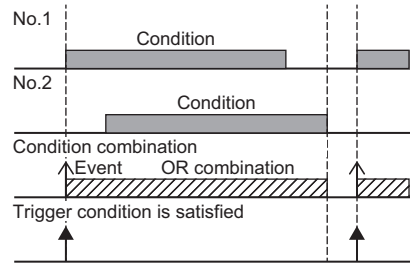 No.1
Condition
No.2
Condition
Condition combination
Event OR combination
Trigger condition is satisfied